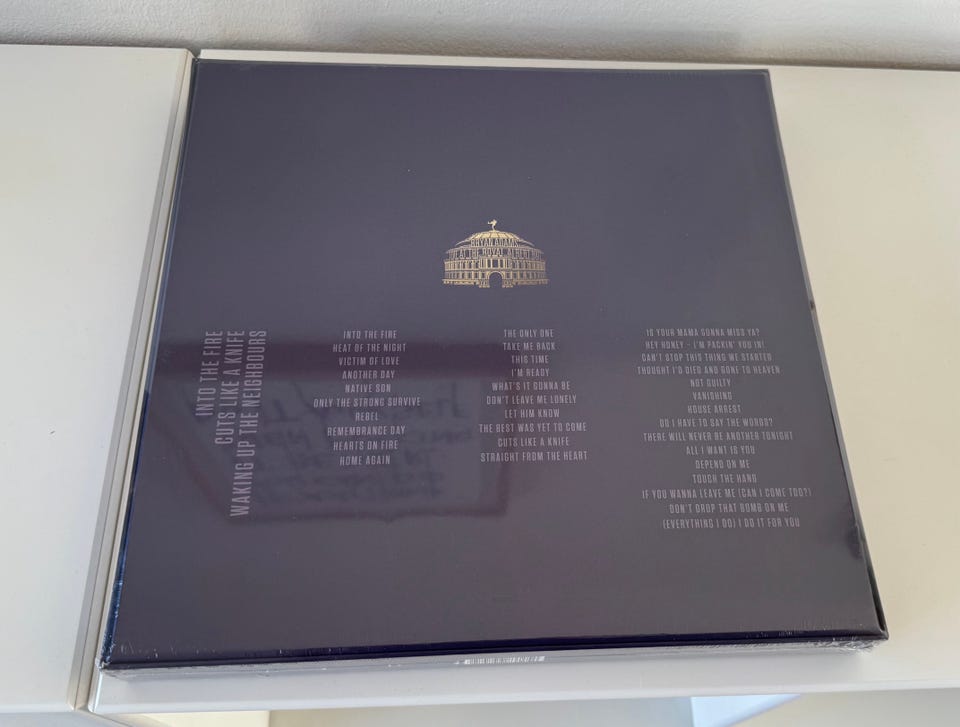 BRYAN ADAMS
LIVE AT THE ROYAL ALBERT HALL
INTO THE FIRE
CUTS LIKE A KNIFE
WAKING UP THE NEIGHBOURS
INTO THE FIRE
HEAT OF THE NIGHT
VICTIM OF LOVE
ANOTHER DAY
NATIVE SON
ONLY THE STRONG SURVIVE
REBEL
REMEMBRANCE DAY
HEARTS ON FIRE
HOME AGAIN
THE ONLY ONE
TAKE ME BACK
THIS TIME
I'M READY
WHAT'S IT GONNA BE
DON'T LEAVE ME LONELY
LET HIM KNOW
THE BEST WAS YET TO COME
CUTS LIKE A KNIFE
STRAIGHT FROM THE HEART
IS YOUR MAMA GONNA MISS YA?
HEY HONEY - I'M PACKIN' YOU IN!
CAN'T STOP THIS THING WE STARTED
THOUGHT I'D DIED AND GONE TO HEAVEN
NOT GUILTY
VANISHING
HOUSE ARREST
DO I HAVE TO SAY THE WORDS?
THERE WILL NEVER BE ANOTHER TONIGHT
ALL I WANT IS YOU
DEPEND ON ME
TOUCH THE HAND
IF YOU WANNA LEAVE ME (CAN I COME TOO?)
DON'T DROP THAT BOMB ON ME
(EVERYTHING I DO) I DO IT FOR YOU